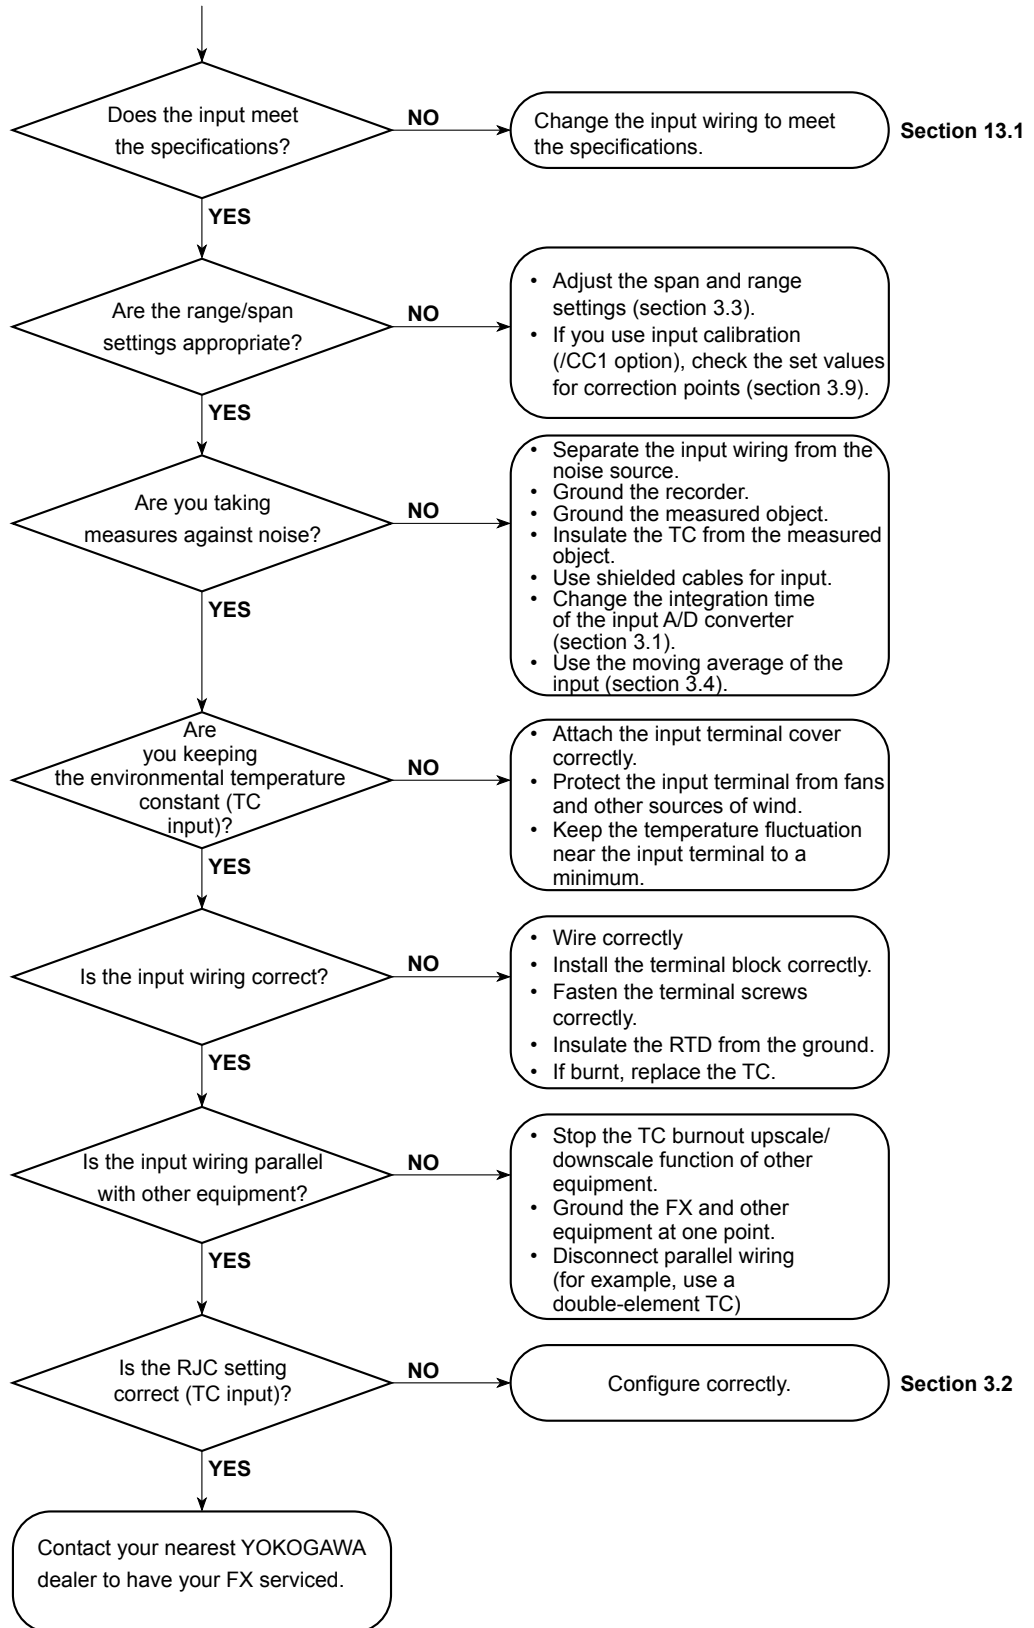 Does the input meet
the specifications?
NO
Change the input wiring to meet
the specifications.
Section 13.1
YES
Are the range/span
settings appropriate?
NO
• Adjust the span and range
settings (section 3.3).
• If you use input calibration
(/CC1 option), check the set values
for correction points (section 3.9).
YES
Are you taking
measures against noise?
NO
• Separate the input wiring from the
noise source.
• Ground the recorder.
• Ground the measured object.
• Insulate the TC from the measured
object.
• Use shielded cables for input.
• Change the integration time
of the input A/D converter
(section 3.1).
• Use the moving average of the
input (section 3.4).
YES
Are
you keeping
the environmental temperature
constant (TC
input)?
NO
• Attach the input terminal cover
correctly.
• Protect the input terminal from fans
and other sources of wind.
• Keep the temperature fluctuation
near the input terminal to a
minimum.
YES
Is the input wiring correct?
NO
• Wire correctly
• Install the terminal block correctly.
• Fasten the terminal screws
correctly.
• Insulate the RTD from the ground.
• If burnt, replace the TC.
YES
Is the input wiring parallel
with other equipment?
NO
• Stop the TC burnout upscale/
downscale function of other
equipment.
• Ground the FX and other
equipment at one point.
• Disconnect parallel wiring
(for example, use a
double-element TC)
YES
Is the RJC setting
correct (TC input)?
NO
Configure correctly.
Section 3.2
YES
Contact your nearest YOKOGAWA
dealer to have your FX serviced.